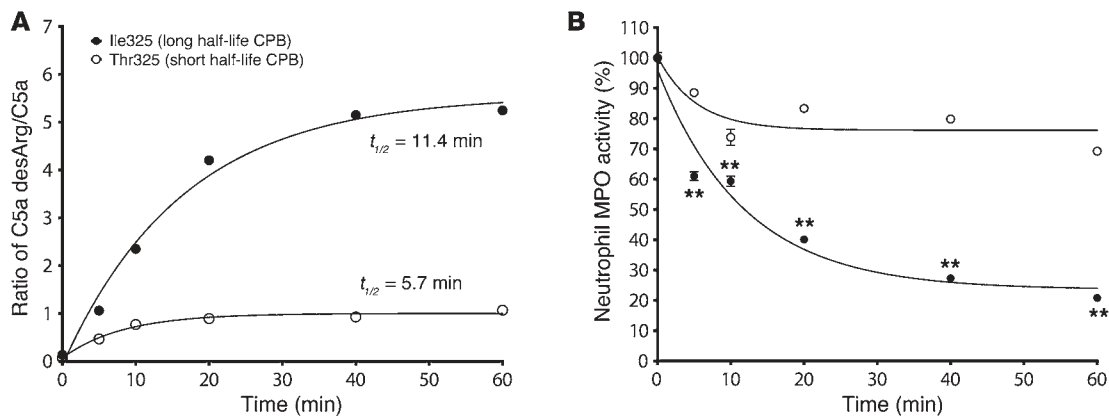 A
7
6
5
4
3
2
1
0
Ratio of C5a desArg/C5a
Ile325 (long half-life CPB)
Thr325 (short half-life CPB)
t1/2 = 11.4 min
t1/2 = 5.7 min
0 10 20 30 40 50 60
Time (min)
B
110
100
90
80
70
60
50
40
30
20
10
0
Neutrophil MPO activity (%)
**
**
**
**
**
0 10 20 30 40 50 60
Time (min)